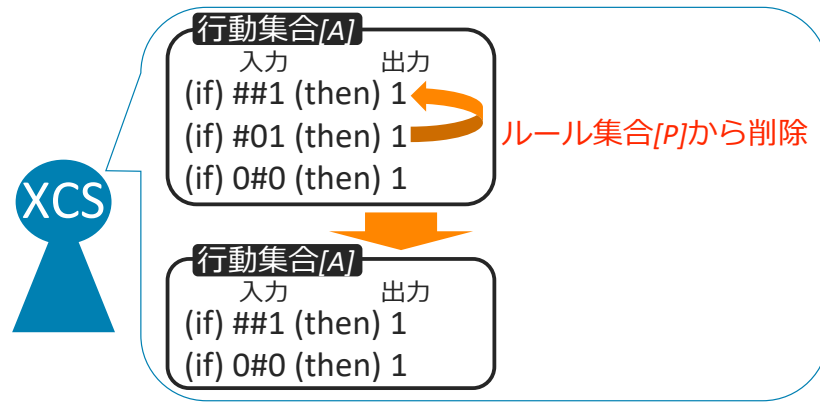 行動集合[A]
入力 出力
(if) ##1 (then) 1
(if) #01 (then) 1
ルール集合[P]から削除
(if) 0#0 (then) 1
XCS
行動集合[A]
入力 出力
(if) ##1 (then) 1
(if) 0#0 (then) 1